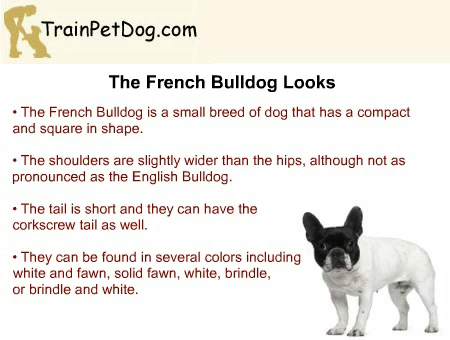 TrainPetDog.com
The French Bulldog Looks
• The French Bulldog is a small breed of dog that has a compact
and square in shape.
• The shoulders are slightly wider than the hips, although not as
pronounced as the English Bulldog.
• The tail is short and they can have the
corkscrew tail as well.
• They can be found in several colors including
white and fawn, solid fawn, white, brindle,
or brindle and white.